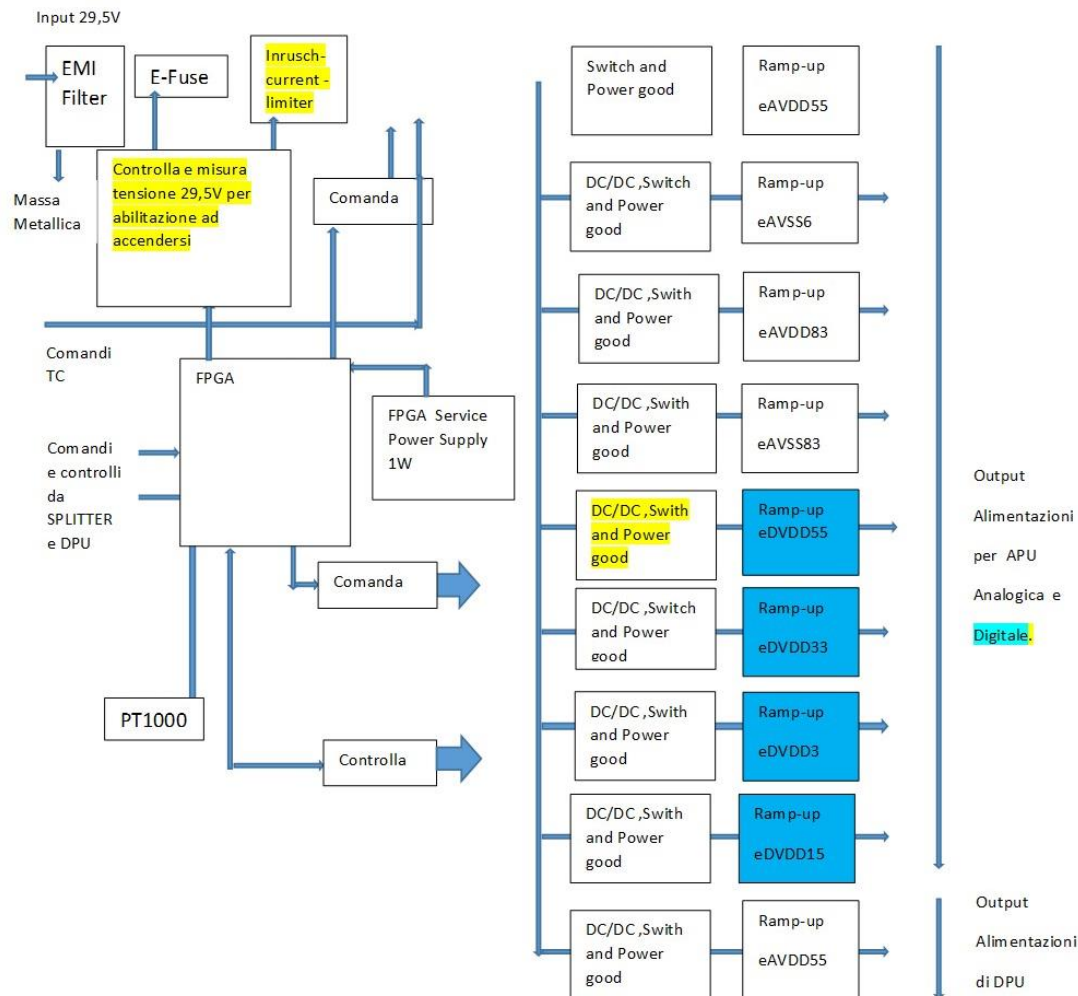 Input 29,5V
EMI
Filter
E-Fuse
Inrusch-
current -
limiter
Massa
Metallica
Controlla e misura
tensione 29,5V per
abilitazione ad
accendersi
Comanda
Comandi
TC
FPGA
FPGA Service
Power Supply
1W
Comandi
e controlli
da
SPLITTER
e DPU
Comanda
PT1000
Controlla
Switch and
Power good
Ramp-up
eAVDD55
DC/DC ,Switch
and Power
good
Ramp-up
eAVSS6
DC/DC ,Swith
and Power
good
Ramp-up
eAVDD83
DC/DC ,Swith
and Power
good
Ramp-up
eAVSS83
DC/DC ,Swith
and Power
good
Ramp-up
eDVDD55
DC/DC ,Switch
and Power
good
Ramp-up
eDVDD33
DC/DC ,Swith
and Power
good
Ramp-up
eDVDD3
DC/DC ,Swith
and Power
good
Ramp-up
eDVDD15
DC/DC ,Swith
and Power
good
Ramp-up
eAVDD55
Output
Alimentazioni
per APU
Analogica e
Digitale.
Output
Alimentazioni
di DPU